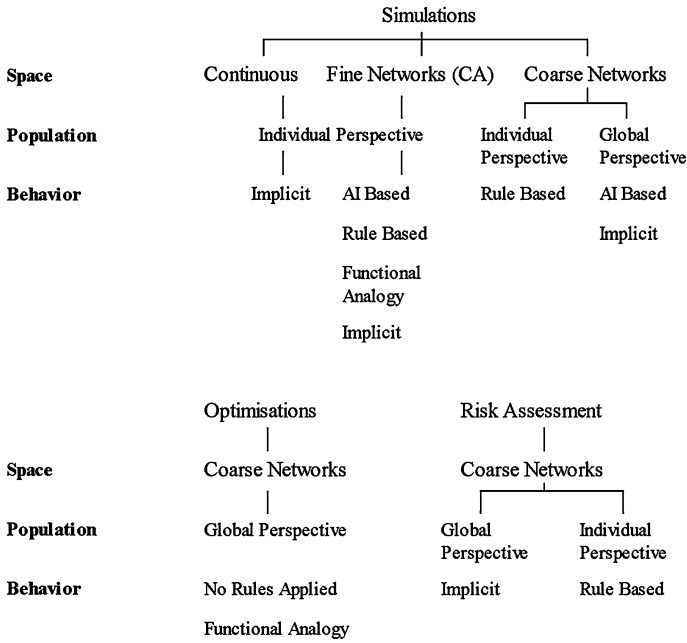 Simulations
Space Continuous Fine Networks (CA) Coarse Networks
Population Individual Perspective Individual Perspective Global Perspective
Behavior Implicit AI Based Rule Based AI Based
Rule Based Implicit
Functional Analogy
Implicit
Optimisations Risk Assessment
Space Coarse Networks Coarse Networks
Population Global Perspective Global Perspective Individual Perspective
Behavior No Rules Applied Implicit Rule Based
Functional Analogy